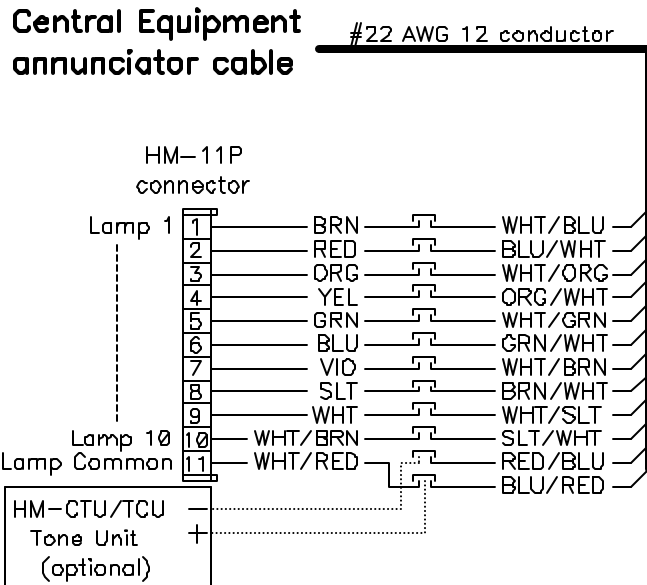 Central Equipment
annunciator cable
#22 AWG 12 conductor
HM-11P
connector
Lamp 1 1 BRN WHT/BLU
2 RED BLU/WHT
3 ORG WHT/ORG
4 YEL ORG/WHT
5 GRN WHT/GRN
6 BLU GRN/WHT
7 VIO WHT/BRN
8 SLT BRN/WHT
9 WHT WHT/SLT
Lamp 10 10 WHT/BRN SLT/WHT
Lamp Common 11 WHT/RED RED/BLU
BLU/RED
HM-CTU/TCU −
Tone Unit +
(optional)